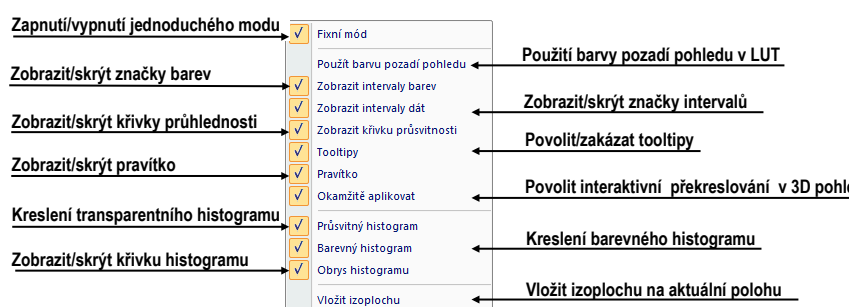 Zapnutí/vypnutí jednoduchého modu
Fixní mód
Použít barvu pozadí pohledu
Použití barvy pozadí pohledu v LUT
Zobrazit/skrýt značky barev
Zobrazit intervaly barev
Zobrazit intervaly dát
Zobrazit/skrýt značky intervalů
Zobrazit/skrýt křivky průhlednosti
Zobrazit křivku průsvitnosti
Tooltipy
Povolit/zakázat tooltipy
Zobrazit/skrýt pravítko
Pravítko
Okamžitě aplikovat
Povolit interaktivní překreslování v 3D pohle
Kreslení transparentního histogramu
Průsvitný histogram
Barevný histogram
Kreslení barevného histogramu
Zobrazit/skrýt křivku histogramu
Obrys histogramu
Vložit izoplochu
Vložit izoplochu na aktuální polohu